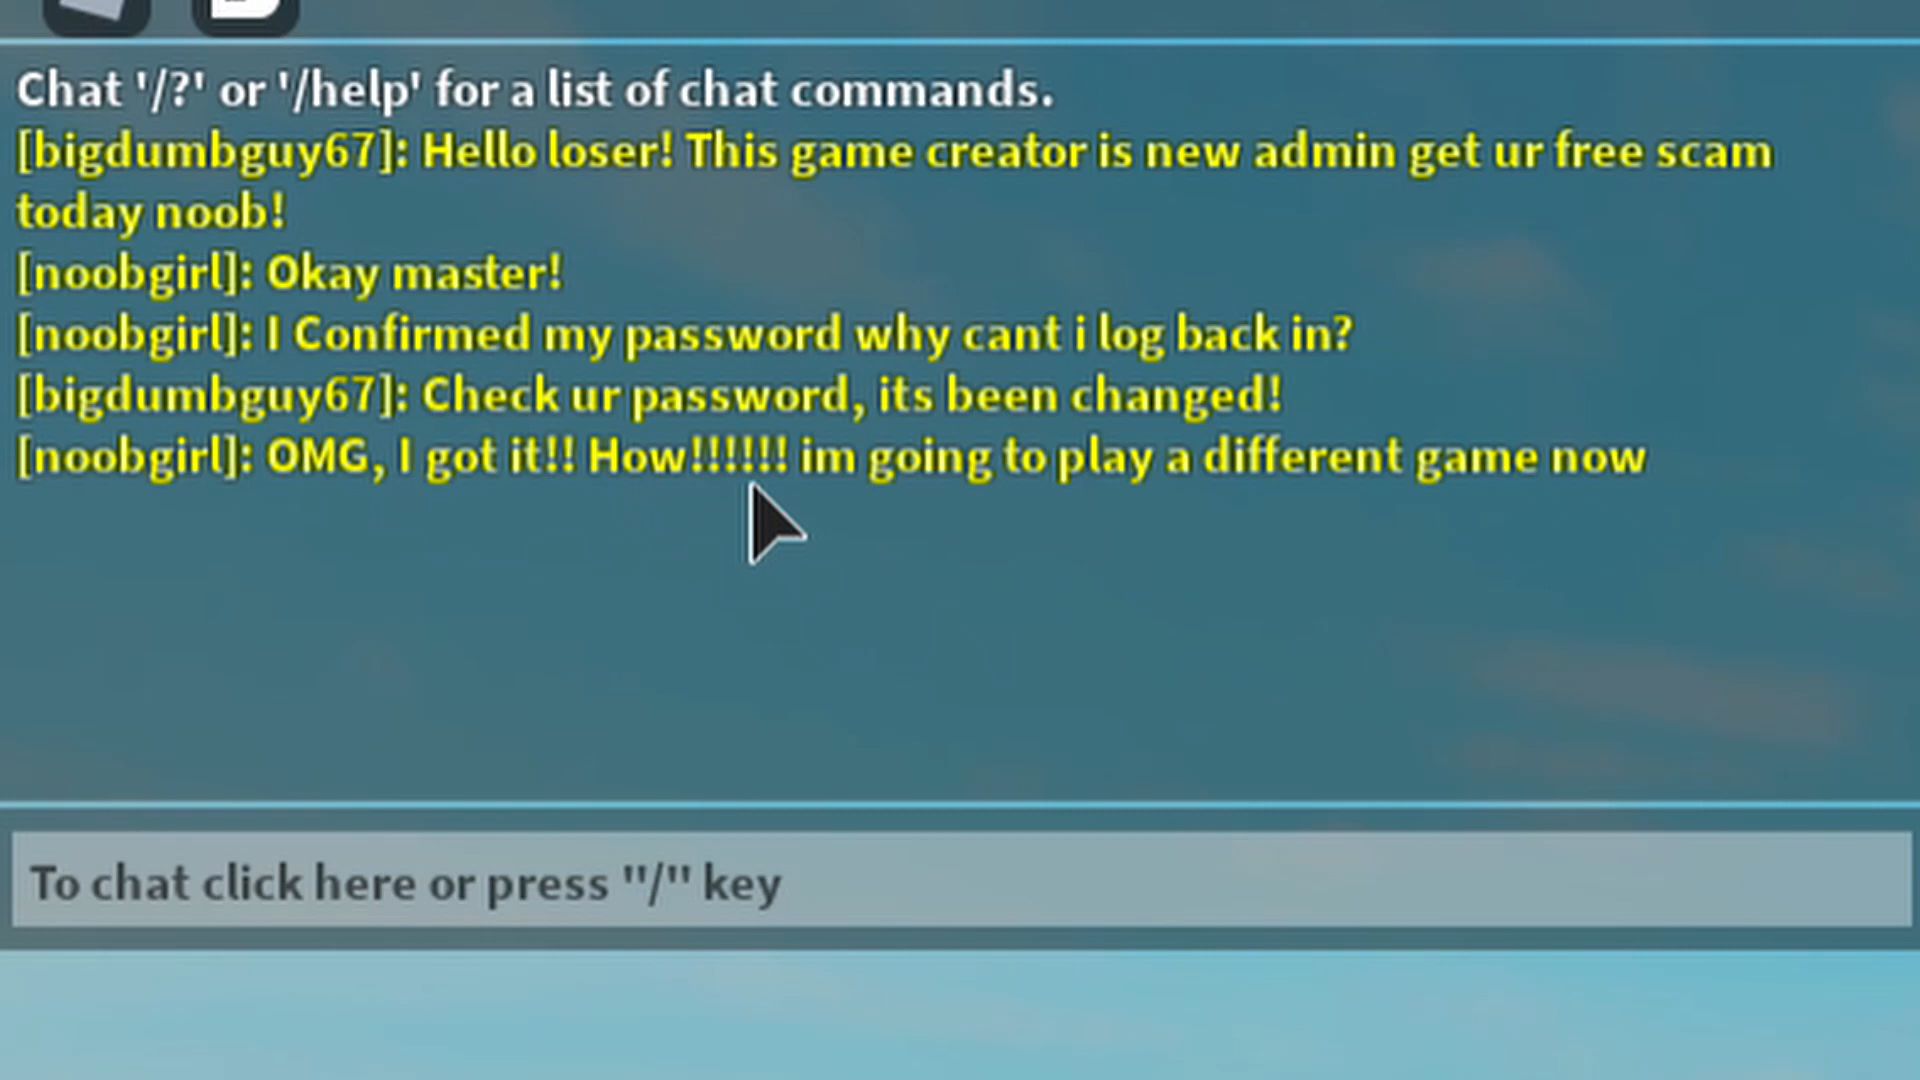 Chat '/?' or '/help' for a list of chat commands.
[bigdumbguy67]: Hello loser! This game creator is new admin get ur free scam
today noob!
[noobgirl]: Okay master!
[noobgirl]: I Confirmed my password why cant i log back in?
[bigdumbguy67]: Check ur password, its been changed!
[noobgirl]: OMG, I got it!! How!!!!!! im going to play a different game now
To chat click here or press "/" key